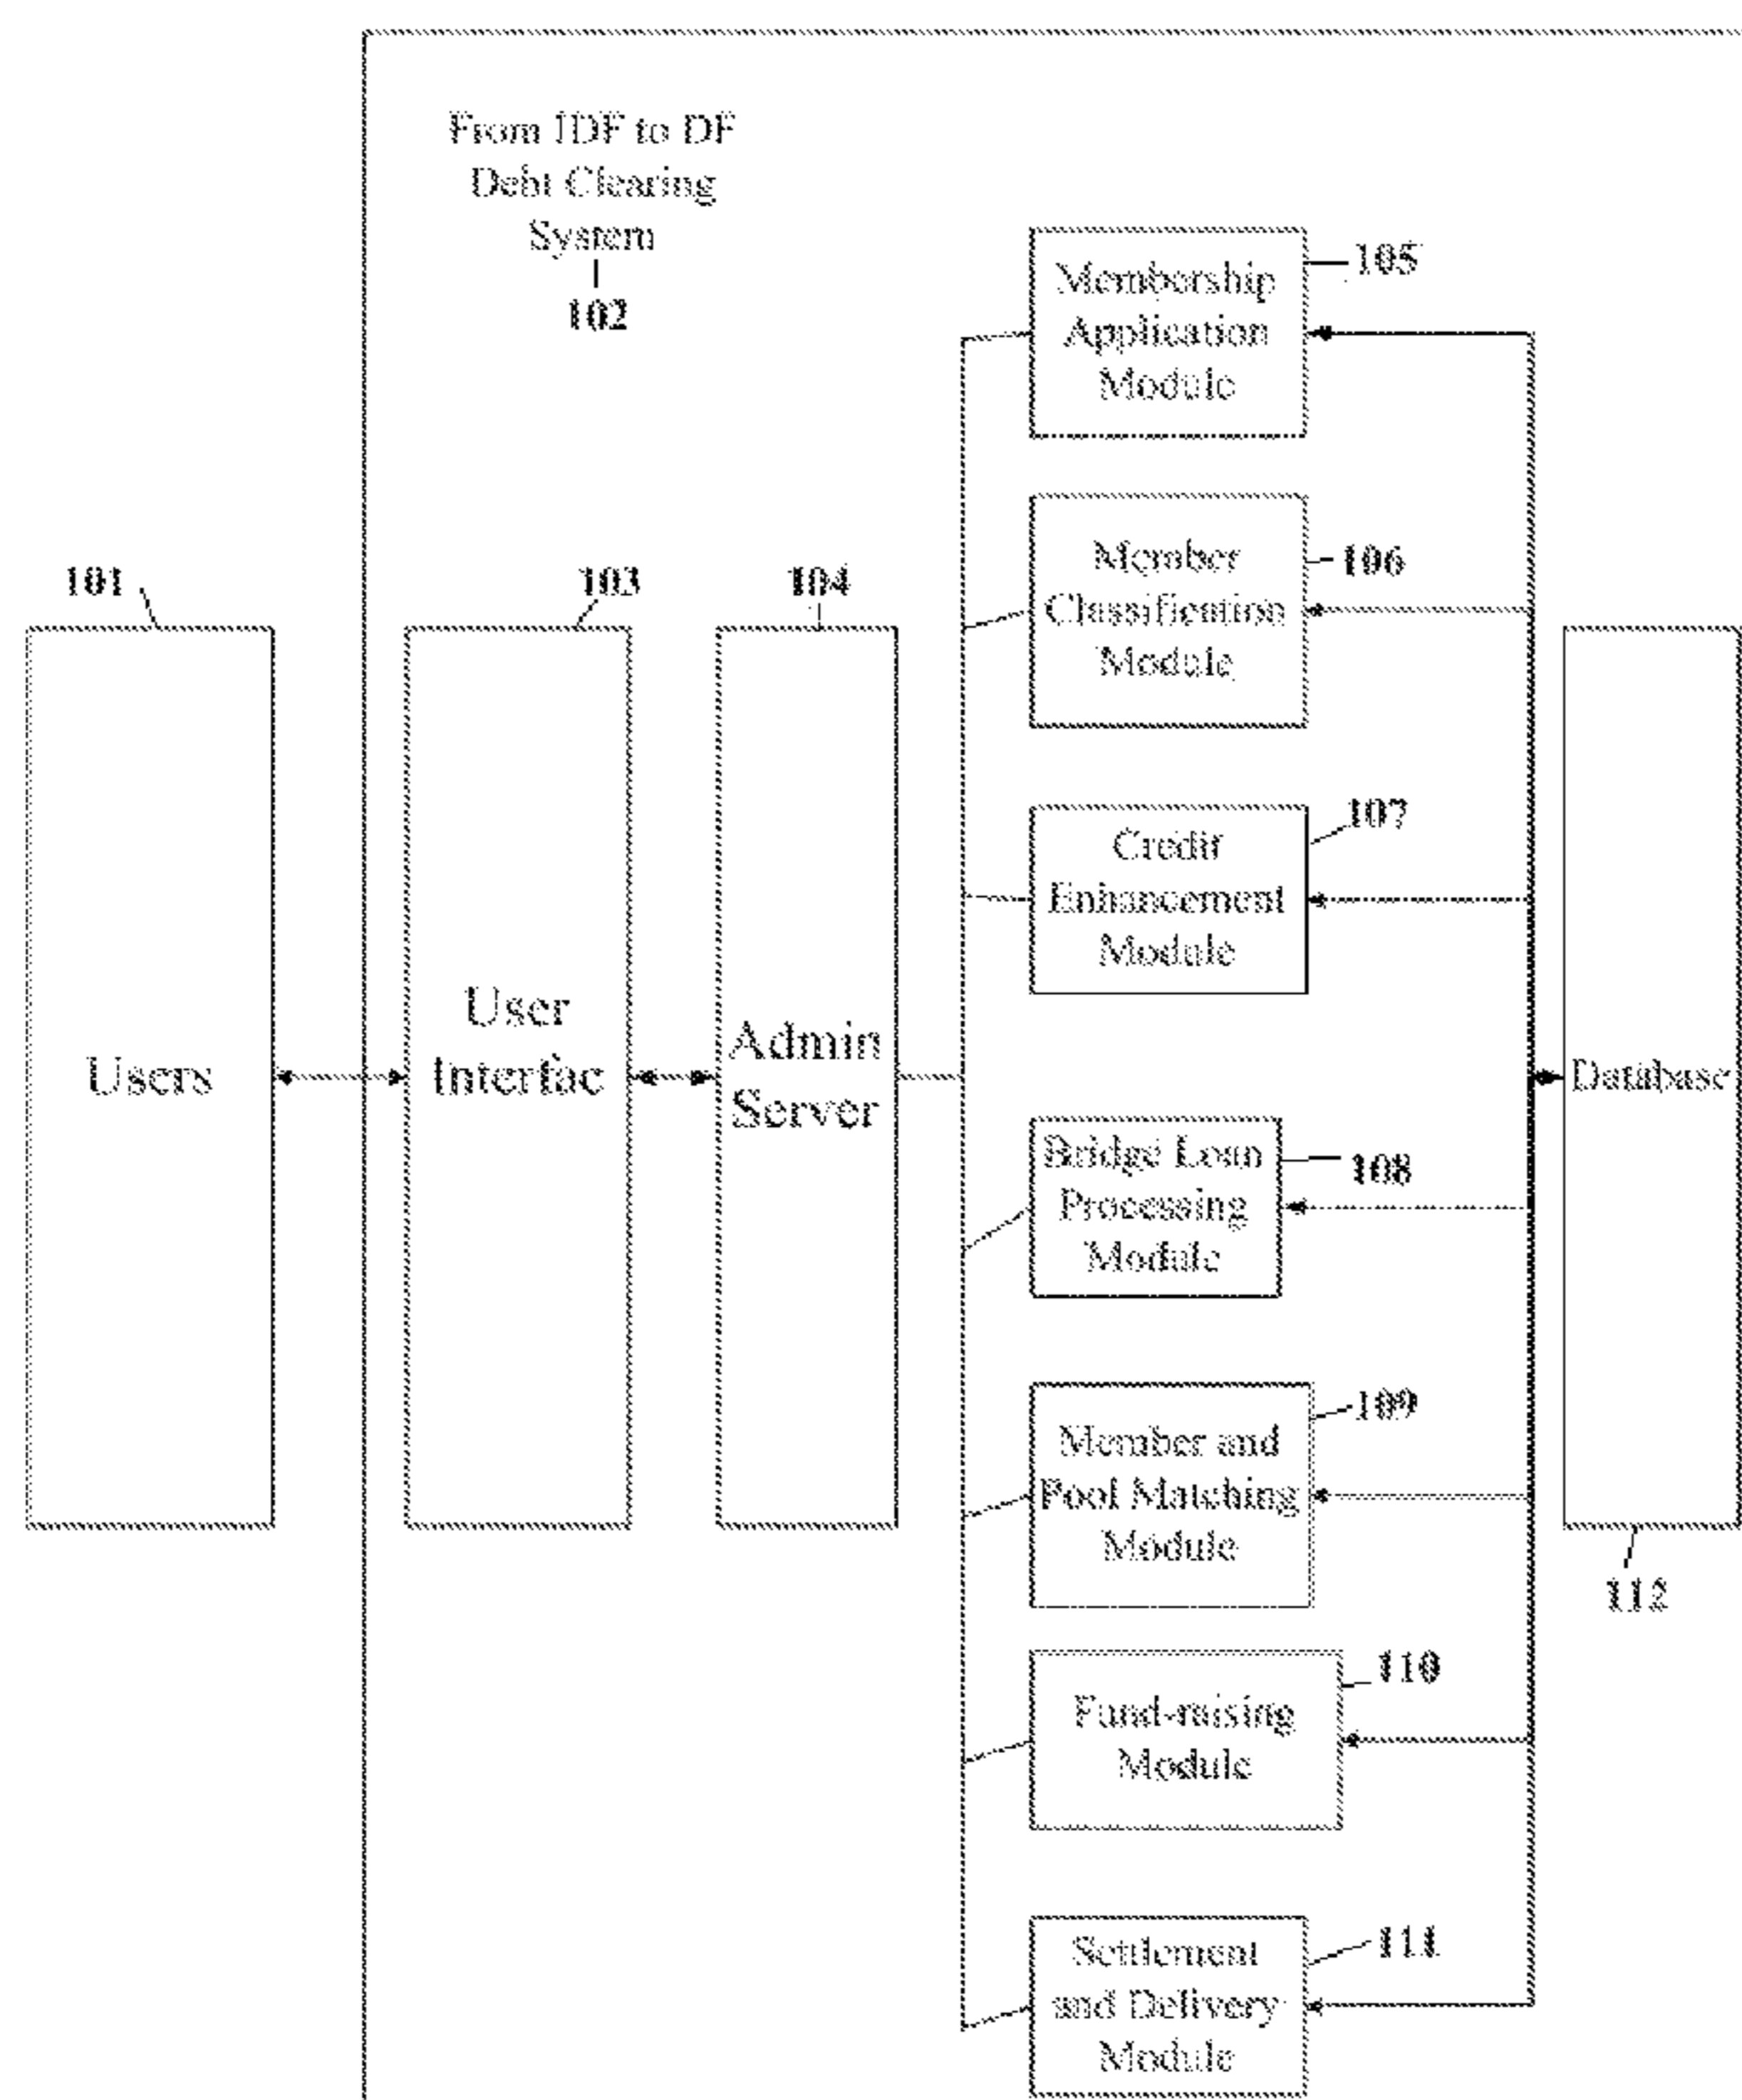 From IDF to DF
Debt Clearing
System
102
105
Membership
Application
Module
106
Member
Classification
Module
101
103
104
107
Credit
Enhancement
Module
Users
User
Interfac
Admin
Server
Database
108
Bridge Loan
Processing
Module
109
Member and
Pool Matching
Module
112
110
Fund-raising
Module
111
Settlement
and Delivery
Module